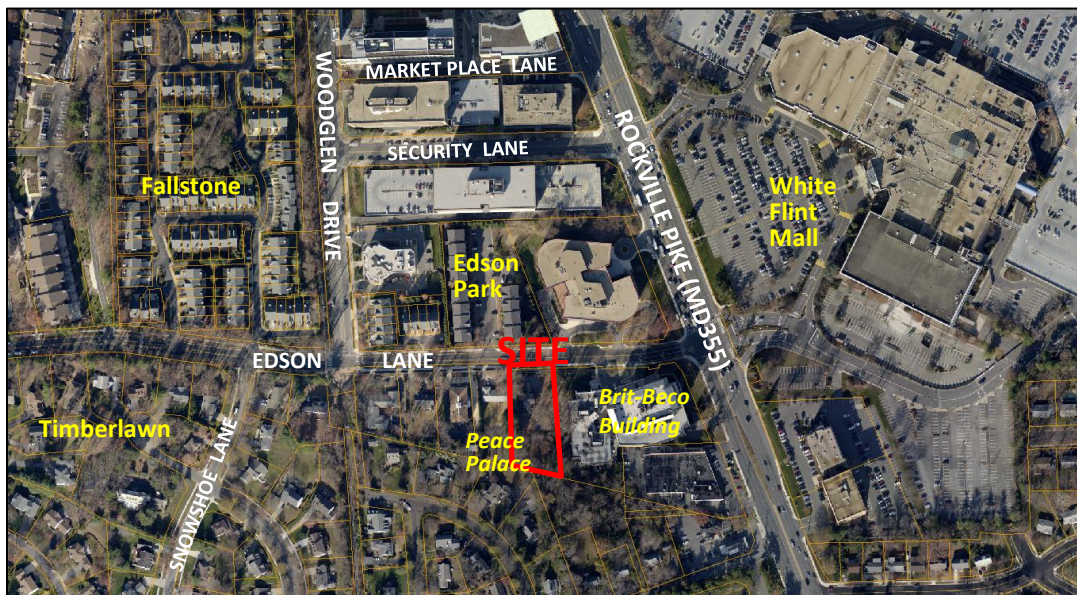 MARKET PLACE LANE
WOODGLEN DRIVE
SECURITY LANE
ROCKVILLE PIKE (MD355)
Fallstone
White
Flint
Mall
Edson
Park
SITE
EDSON LANE
Brit-Beco
Building
Timberlawn
Peace
Palace
SNOWSHOE LANE